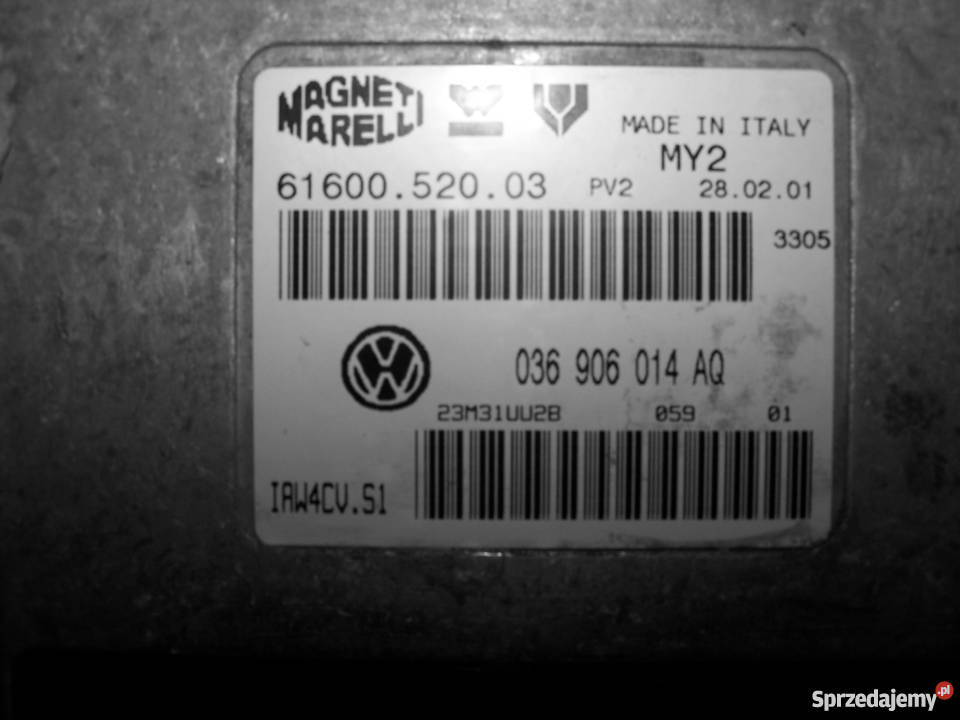 MAGNETI
MARELLI
MADE IN ITALY
MY2
61600.520.03 PV2 28.02.01
3305
036 906 014 AQ
23M31UU2B 059 01
IAW4CV.S1
Sprzedajemy.pl